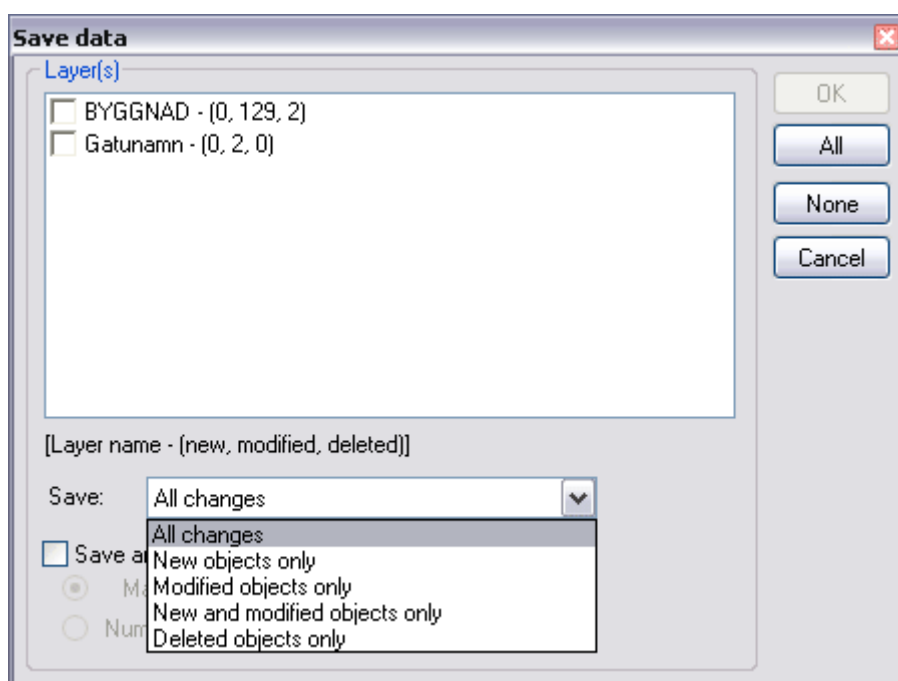 Save data
Layer(s)
BYGGNAD - (0, 129, 2)
Gatunamn - (0, 2, 0)
OK
All
None
Cancel
[Layer name - (new, modified, deleted)]
Save:
All changes
All changes
New objects only
Modified objects only
New and modified objects only
Deleted objects only
Save